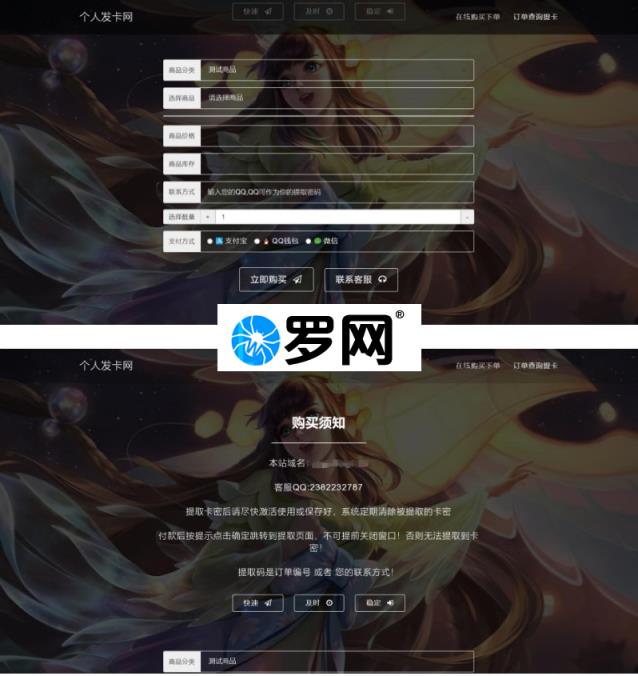 个人发卡网
快速
及时
稳定
在线购买下单
订单查询提卡
商品分类
测试商品
选择商品
请选择商品
商品价格
商品库存
联系方式
输入您的QQ,QQ可作为你的提取密码
选择批量
+
1
-
支付方式
支付宝
QQ钱包
微信
立即购买
联系客服
罗网®
个人发卡网
在线购买下单
订单查询提卡
购买须知
本站域名:
客服QQ:2382232787
提取卡密后请尽快激活使用或保存好，系统定期清除被提取的卡密
付款后按提示点击确定跳转到提取页面，不可提前关闭窗口！否则无法提取到卡
密！
提取码是订单编号 或者 您的联系方式！
快速
及时
稳定
商品分类
测试商品